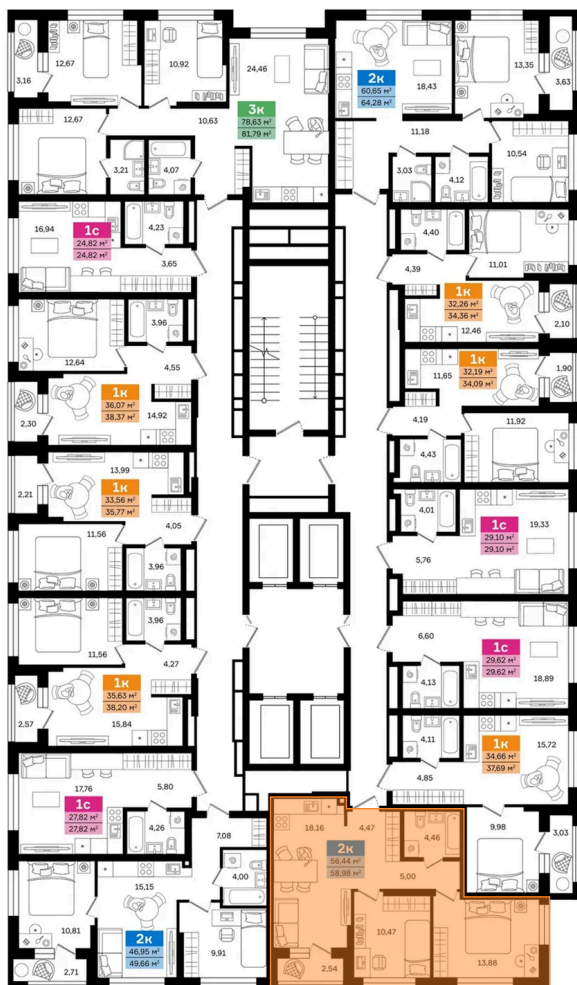 12,67
10,92
24,46
3,16
3к
78,63 м²
81,79 м²
12,67
10,63
3,21
4,07
2к
60,65 м²
64,28 м²
18,43
13,35
3,63
11,18
10,54
3,03
4,12
16,94
1с
24,82 м²
24,82 м²
4,23
3,65
4,40
11,01
4,39
1к
32,26 м²
34,36 м²
12,46
2,10
3,96
12,64
4,55
1к
36,07 м²
38,37 м²
14,92
2,30
11,65
1к
32,19 м²
34,09 м²
1,90
4,19
11,92
4,43
13,99
2,21
1к
33,56 м²
35,77 м²
4,05
11,56
3,96
4,01
1с
29,10 м²
29,10 м²
19,33
5,76
3,96
11,56
4,27
1к
35,63 м²
38,20 м²
2,57
15,84
6,60
1с
29,62 м²
29,62 м²
4,13
18,89
4,11
1к
34,66 м²
37,69 м²
15,72
4,85
17,76
5,80
1с
27,82 м²
27,82 м²
4,26
9,98
3,03
7,08
4,00
15,15
10,81
2к
46,95 м²
49,66 м²
9,91
2,71
18,16
4,47
4,46
2к
56,44 м²
58,98 м²
5,00
10,47
13,88
2,54